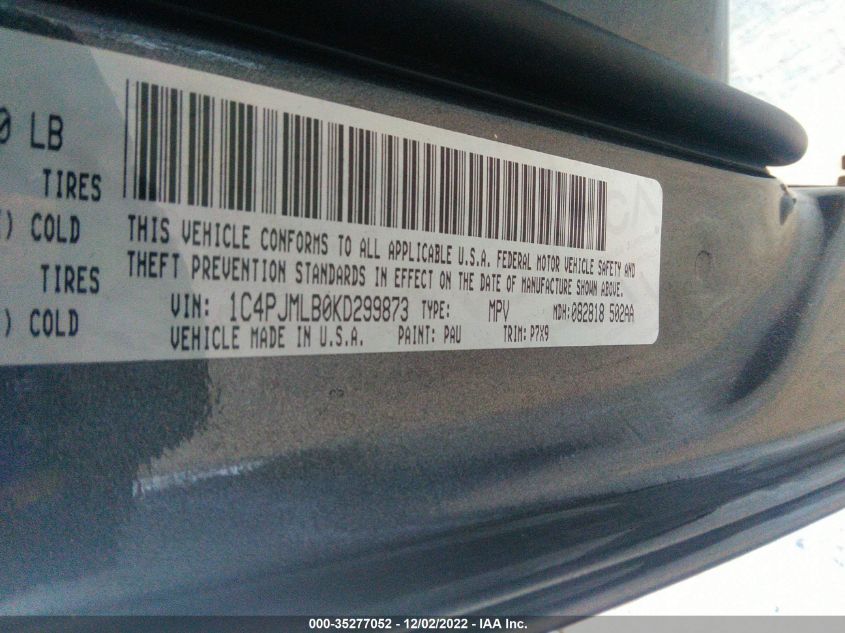 0 LB
TIRES
) COLD
TIRES
) COLD
THIS VEHICLE CONFORMS TO ALL APPLICABLE U.S.A. FEDERAL MOTOR VEHICLE SAFETY AND
THEFT PREVENTION STANDARDS IN EFFECT ON THE DATE OF MANUFACTURE SHOWN ABOVE.
VIN: 1C4PJMLB0KD299873 TYPE: MPV MDH:082818 502AA
VEHICLE MADE IN U.S.A. PAINT: PAU TRIM: P7X9
000-35277052 - 12/02/2022 - IAA Inc.